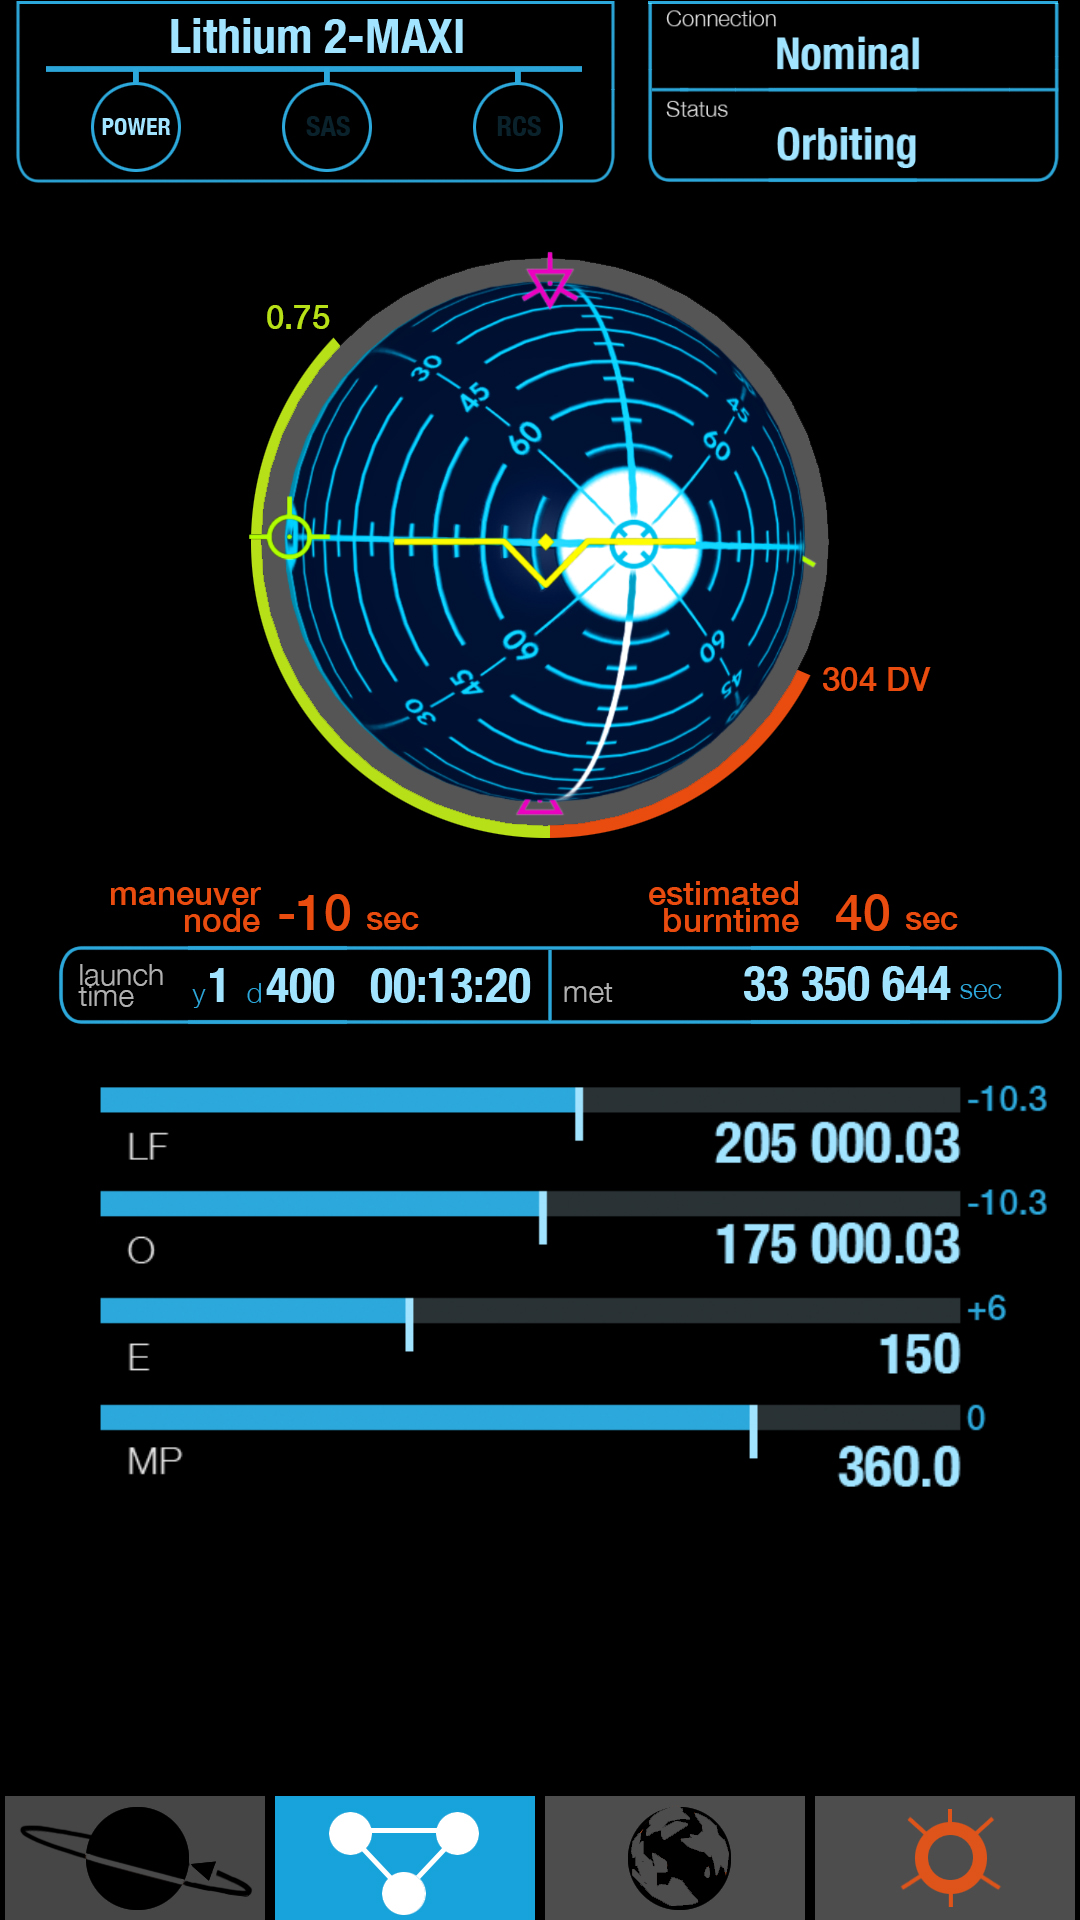 Lithium 2-MAXI
POWER
SAS
RCS
Connection
Nominal
Status
Orbiting
0.75
30
45
60
45
60
60
45
30
60
45
304 DV
maneuver
node -10 sec
estimated
burntime 40 sec
launch
time y1 d400 00:13:20
met 33 350 644 sec
-10.3
LF 205 000.03
-10.3
O 175 000.03
+6
E 150
0
MP 360.0